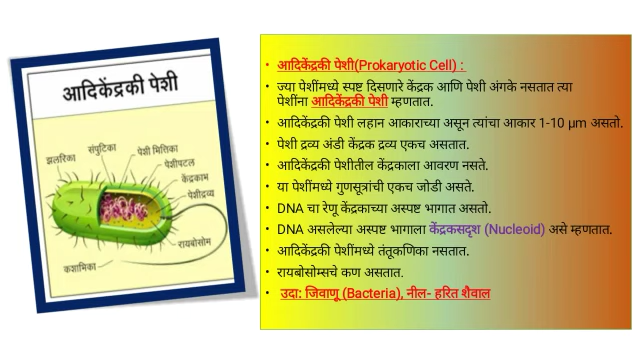 आदिकेंद्रकी पेशी
झलरिका
संपुटिका
पेशी भित्तिका
पेशीपटल
केंद्रकाभ
पेशीद्रव्य
रायबोसोम
कशाभिका
• आदिकेंद्रकी पेशी(Prokaryotic Cell) :
• ज्या पेशींमध्ये स्पष्ट दिसणारे केंद्रक आणि पेशी अंगके नसतात त्या
पेशींना आदिकेंद्रकी पेशी म्हणतात.
• आदिकेंद्रकी पेशी लहान आकाराच्या असून त्यांचा आकार 1-10 µm असतो.
• पेशी द्रव्य अंडी केंद्रक द्रव्य एकच असतात.
• आदिकेंद्रकी पेशीतील केंद्रकाला आवरण नसते.
• या पेशींमध्ये गुणसूत्रांची एकच जोडी असते.
• DNA चा रेणू केंद्रकाच्या अस्पष्ट भागात असतो.
• DNA असलेल्या अस्पष्ट भागाला केंद्रकसदृश (Nucleoid) असे म्हणतात.
• आदिकेंद्रकी पेशींमध्ये तंतूकणिका नसतात.
• रायबोसोम्सचे कण असतात.
• उदा: जिवाणू (Bacteria), नील- हरित शैवाल